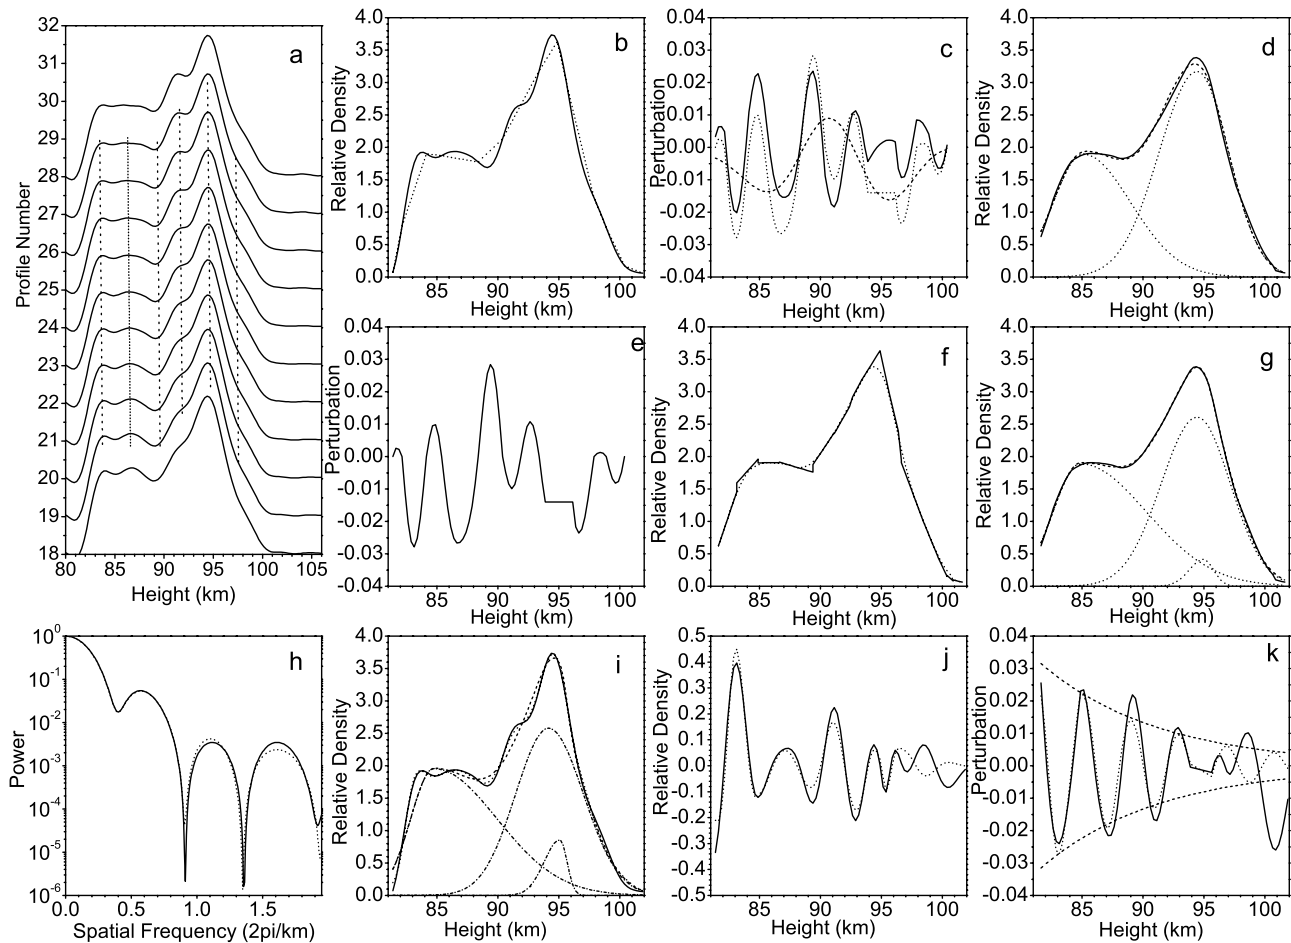 a
Profile Number
32
31
30
29
28
27
26
25
24
23
22
21
20
19
18
80 85 90 95 100 105
Height (km)
b
Relative Density
4.0
3.5
3.0
2.5
2.0
1.5
1.0
0.5
0.0
85 90 95 100
Height (km)
c
Perturbation
0.04
0.03
0.02
0.01
0.00
-0.01
-0.02
-0.03
-0.04
85 90 95 100
Height (km)
d
Relative Density
4.0
3.5
3.0
2.5
2.0
1.5
1.0
0.5
0.0
85 90 95 100
Height (km)
e
Perturbation
0.04
0.03
0.02
0.01
0.00
-0.01
-0.02
-0.03
-0.04
85 90 95 100
Height (km)
f
Relative Density
4.0
3.5
3.0
2.5
2.0
1.5
1.0
0.5
0.0
85 90 95 100
Height (km)
g
Relative Density
4.0
3.5
3.0
2.5
2.0
1.5
1.0
0.5
0.0
85 90 95 100
Height (km)
h
Power
10⁰
10⁻¹
10⁻²
10⁻³
10⁻⁴
10⁻⁵
10⁻⁶
0.0 0.5 1.0 1.5
Spatial Frequency (2pi/km)
i
Relative Density
4.0
3.5
3.0
2.5
2.0
1.5
1.0
0.5
0.0
85 90 95 100
Height (km)
j
Relative Density
0.5
0.4
0.3
0.2
0.1
0.0
-0.1
-0.2
-0.3
-0.4
-0.5
85 90 95 100
Height (km)
k
Perturbation
0.04
0.03
0.02
0.01
0.00
-0.01
-0.02
-0.03
-0.04
85 90 95 100
Height (km)